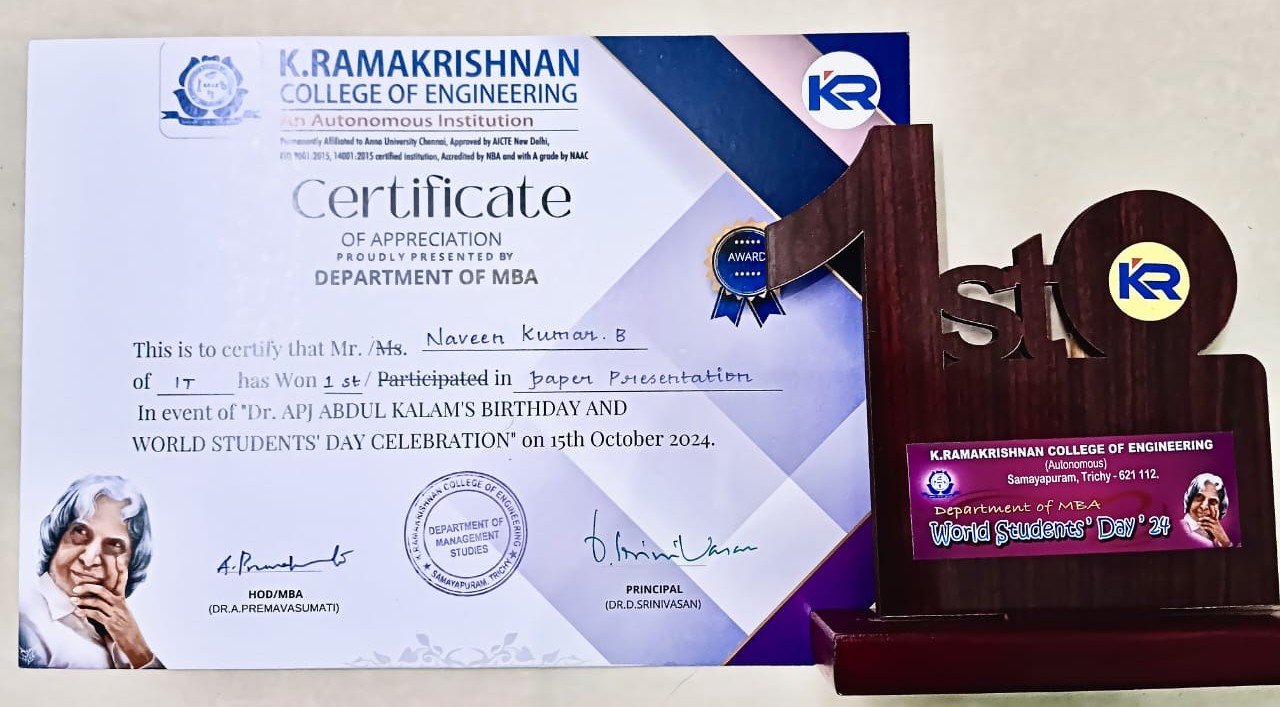 K.RAMAKRISHNAN
COLLEGE OF ENGINEERING
An Autonomous Institution
Permanently Affiliated to Anna University Chennai, Approved by AICTE New Delhi,
ISO 9001:2015, 14001:2015 certified institution, Accredited by NBA and with A grade by NAAC
KR
Certificate
OF APPRECIATION
PROUDLY PRESENTED BY
DEPARTMENT OF MBA
AWARD
This is to certify that Mr. /Ms. Naveen Kumar. B
of IT has Won 1 st/ Participated in paper Presentation
In event of "Dr. APJ ABDUL KALAM'S BIRTHDAY AND
WORLD STUDENTS' DAY CELEBRATION" on 15th October 2024.
K.RAMAKRISHNAN COLLEGE OF ENGINEERING
DEPARTMENT OF
MANAGEMENT
STUDIES
★ SAMAYAPURAM, TRICHY ★
HOD/MBA
(DR.A.PREMAVASUMATI)
D. Srinivasan
PRINCIPAL
(DR.D.SRINIVASAN)
1st
KR
K.RAMAKRISHNAN COLLEGE OF ENGINEERING
(Autonomous)
Samayapuram, Trichy - 621 112.
Department of MBA
World Students' Day ' 24